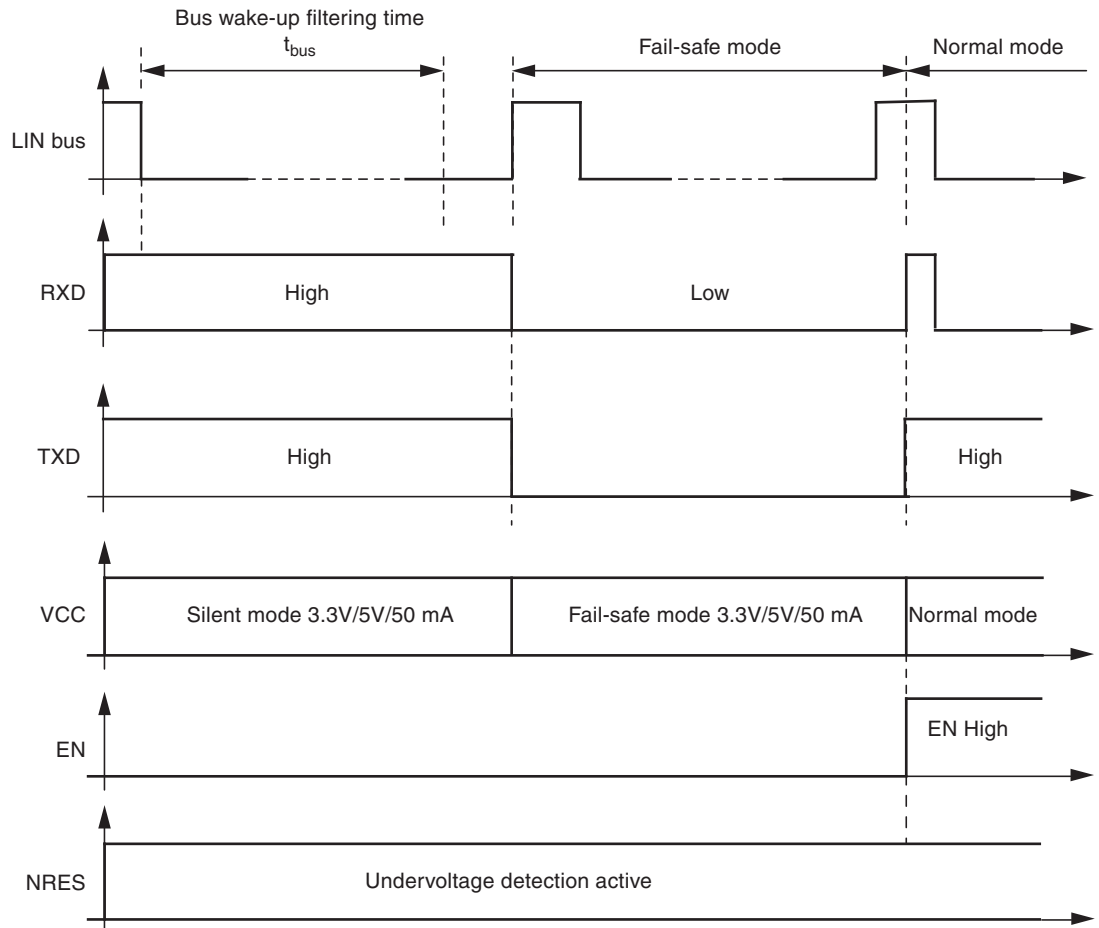 Bus wake-up filtering time
tbus
Fail-safe mode
Normal mode
LIN bus
RXD
High
Low
TXD
High
High
VCC
Silent mode 3.3V/5V/50 mA
Fail-safe mode 3.3V/5V/50 mA
Normal mode
EN
EN High
NRES
Undervoltage detection active